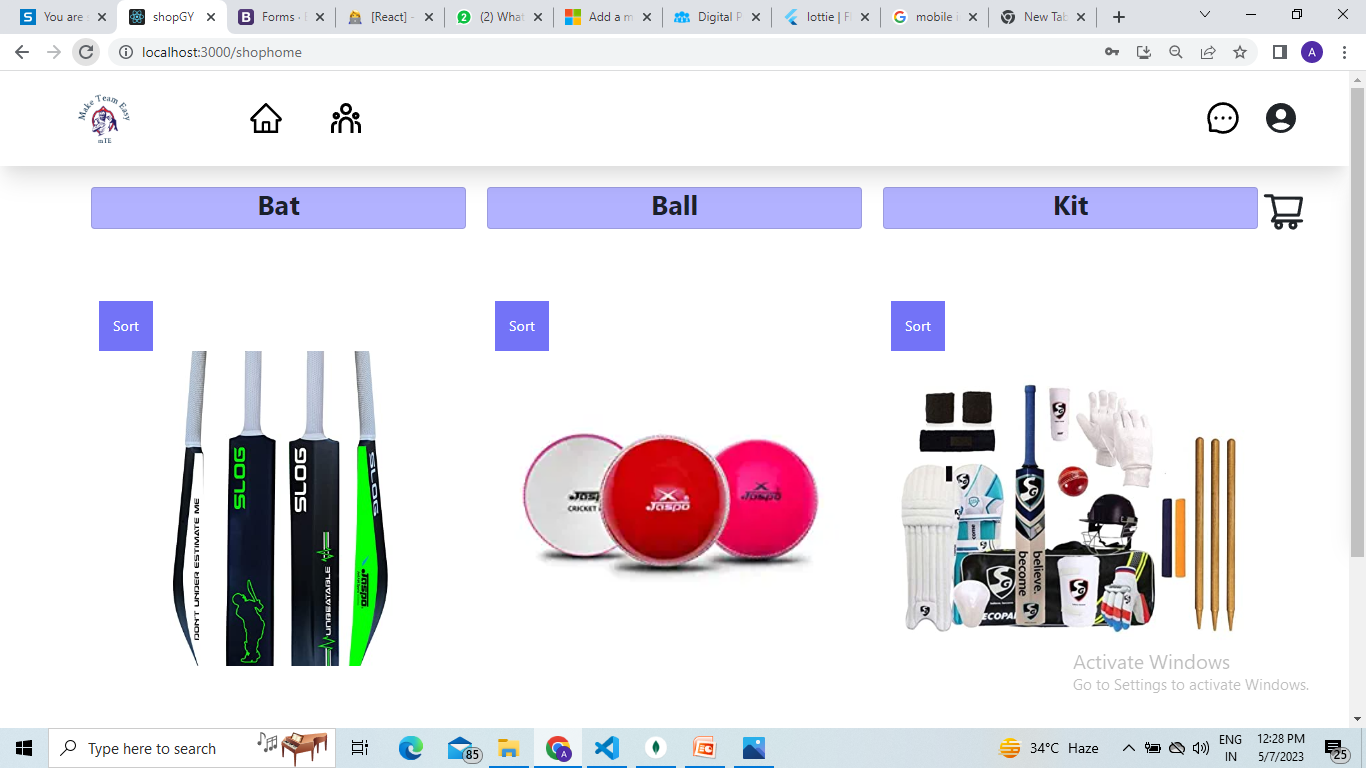 You are
shopGY
Forms ·
[React] -
(2) What
Add a m
Digital P
lottie | Fl
mobile i
New Tab
localhost:3000/shophome
A
Make Team Easy
mTE
Bat
Ball
Kit
Sort
Sort
Sort
DON'T UNDER ESTIMATE ME
SLOG
SLOG
UNBEATABLE
SLOG
Jaspo
Jaspo
CRICKET
Jaspo
Jaspo
SG
believe.
become
SG
ECOPA
Activate Windows
Go to Settings to activate Windows.
Type here to search
85
A
EC
34°C Haze
ENG
IN
12:28 PM
5/7/2023
25